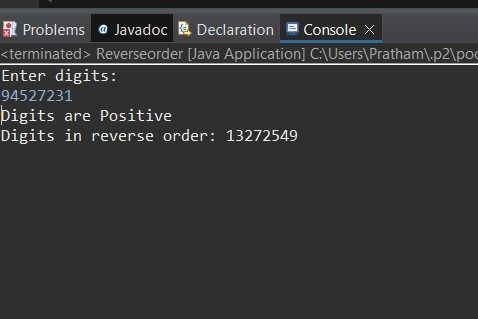 Problems @ Javadoc Declaration Console
<terminated> Reverseorder [Java Application] C:\Users\Pratham\.p2\poo
Enter digits:
94527231
Digits are Positive
Digits in reverse order: 13272549